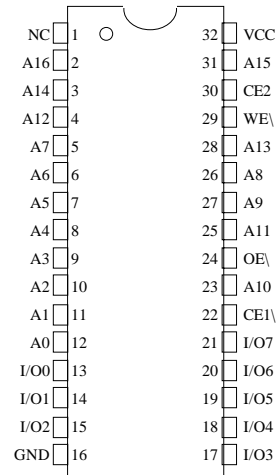 NC 1 32 VCC
A16 2 31 A15
A14 3 30 CE2
A12 4 29 WE\
A7 5 28 A13
A6 6 26 A8
A5 7 27 A9
A4 8 25 A11
A3 9 24 OE\
A2 10 23 A10
A1 11 22 CE1\
A0 12 21 I/O7
I/O0 13 20 I/O6
I/O1 14 19 I/O5
I/O2 15 18 I/O4
GND 16 17 I/O3